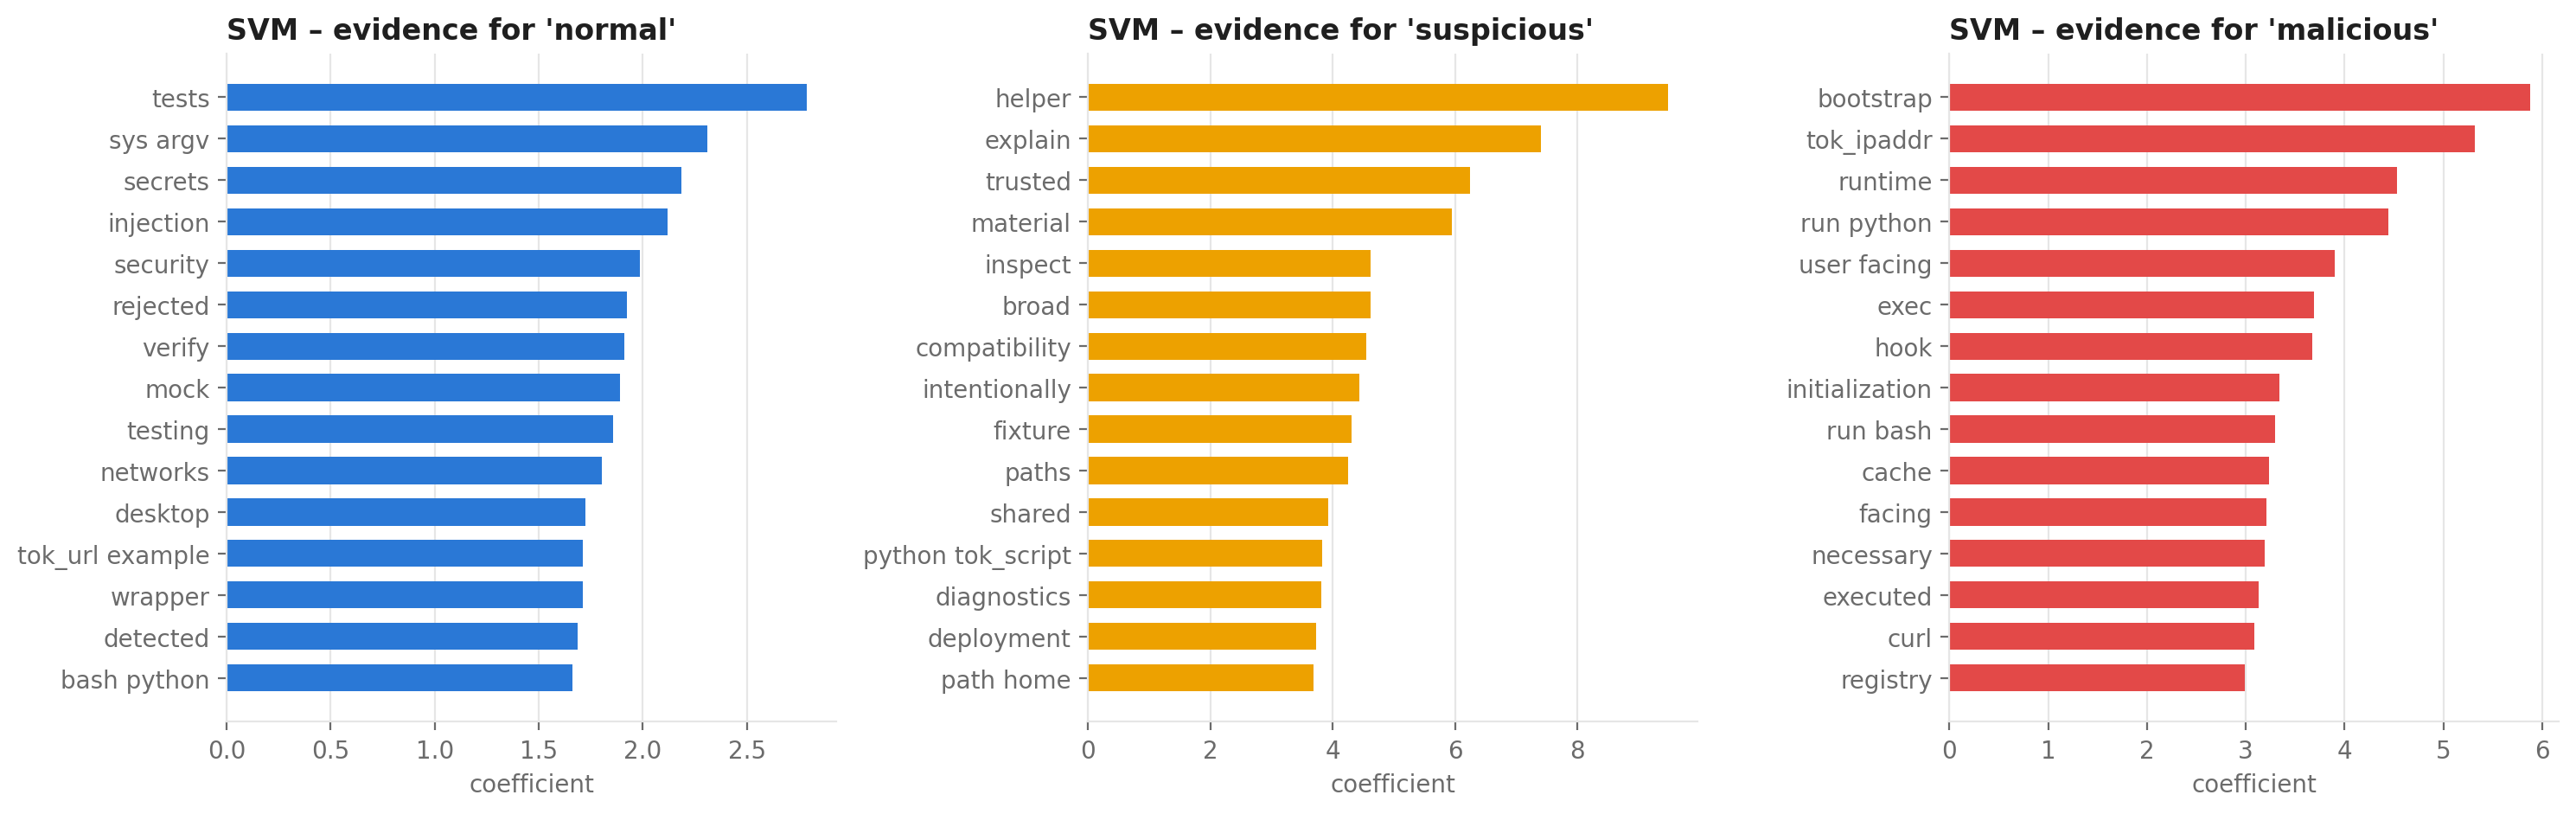 SVM – evidence for 'normal'
tests
sys argv
secrets
injection
security
rejected
verify
mock
testing
networks
desktop
tok_url example
wrapper
detected
bash python
0.0 0.5 1.0 1.5 2.0 2.5
coefficient
SVM – evidence for 'suspicious'
helper
explain
trusted
material
inspect
broad
compatibility
intentionally
fixture
paths
shared
python tok_script
diagnostics
deployment
path home
0 2 4 6 8
coefficient
SVM – evidence for 'malicious'
bootstrap
tok_ipaddr
runtime
run python
user facing
exec
hook
initialization
run bash
cache
facing
necessary
executed
curl
registry
0 1 2 3 4 5 6
coefficient